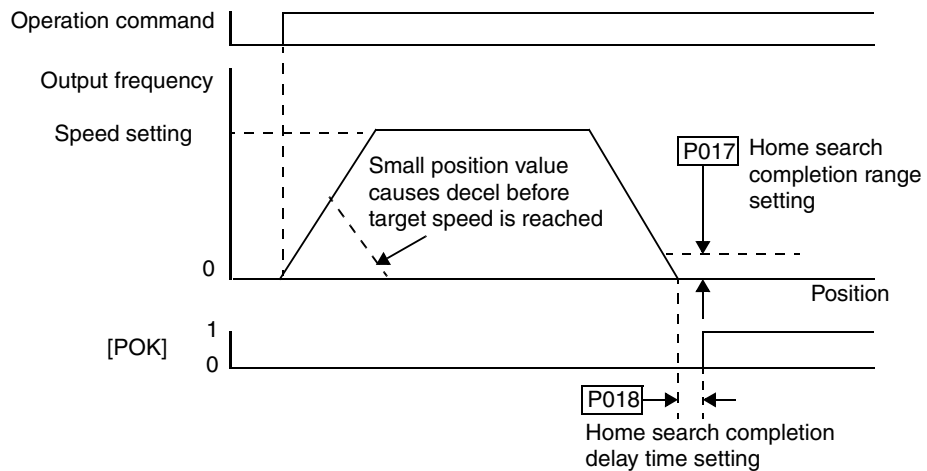 Operation command
Output frequency
Speed setting
Small position value
causes decel before
target speed is reached
P017
Home search
completion range
setting
0
Position
[POK]
1
0
P018
Home search completion
delay time setting